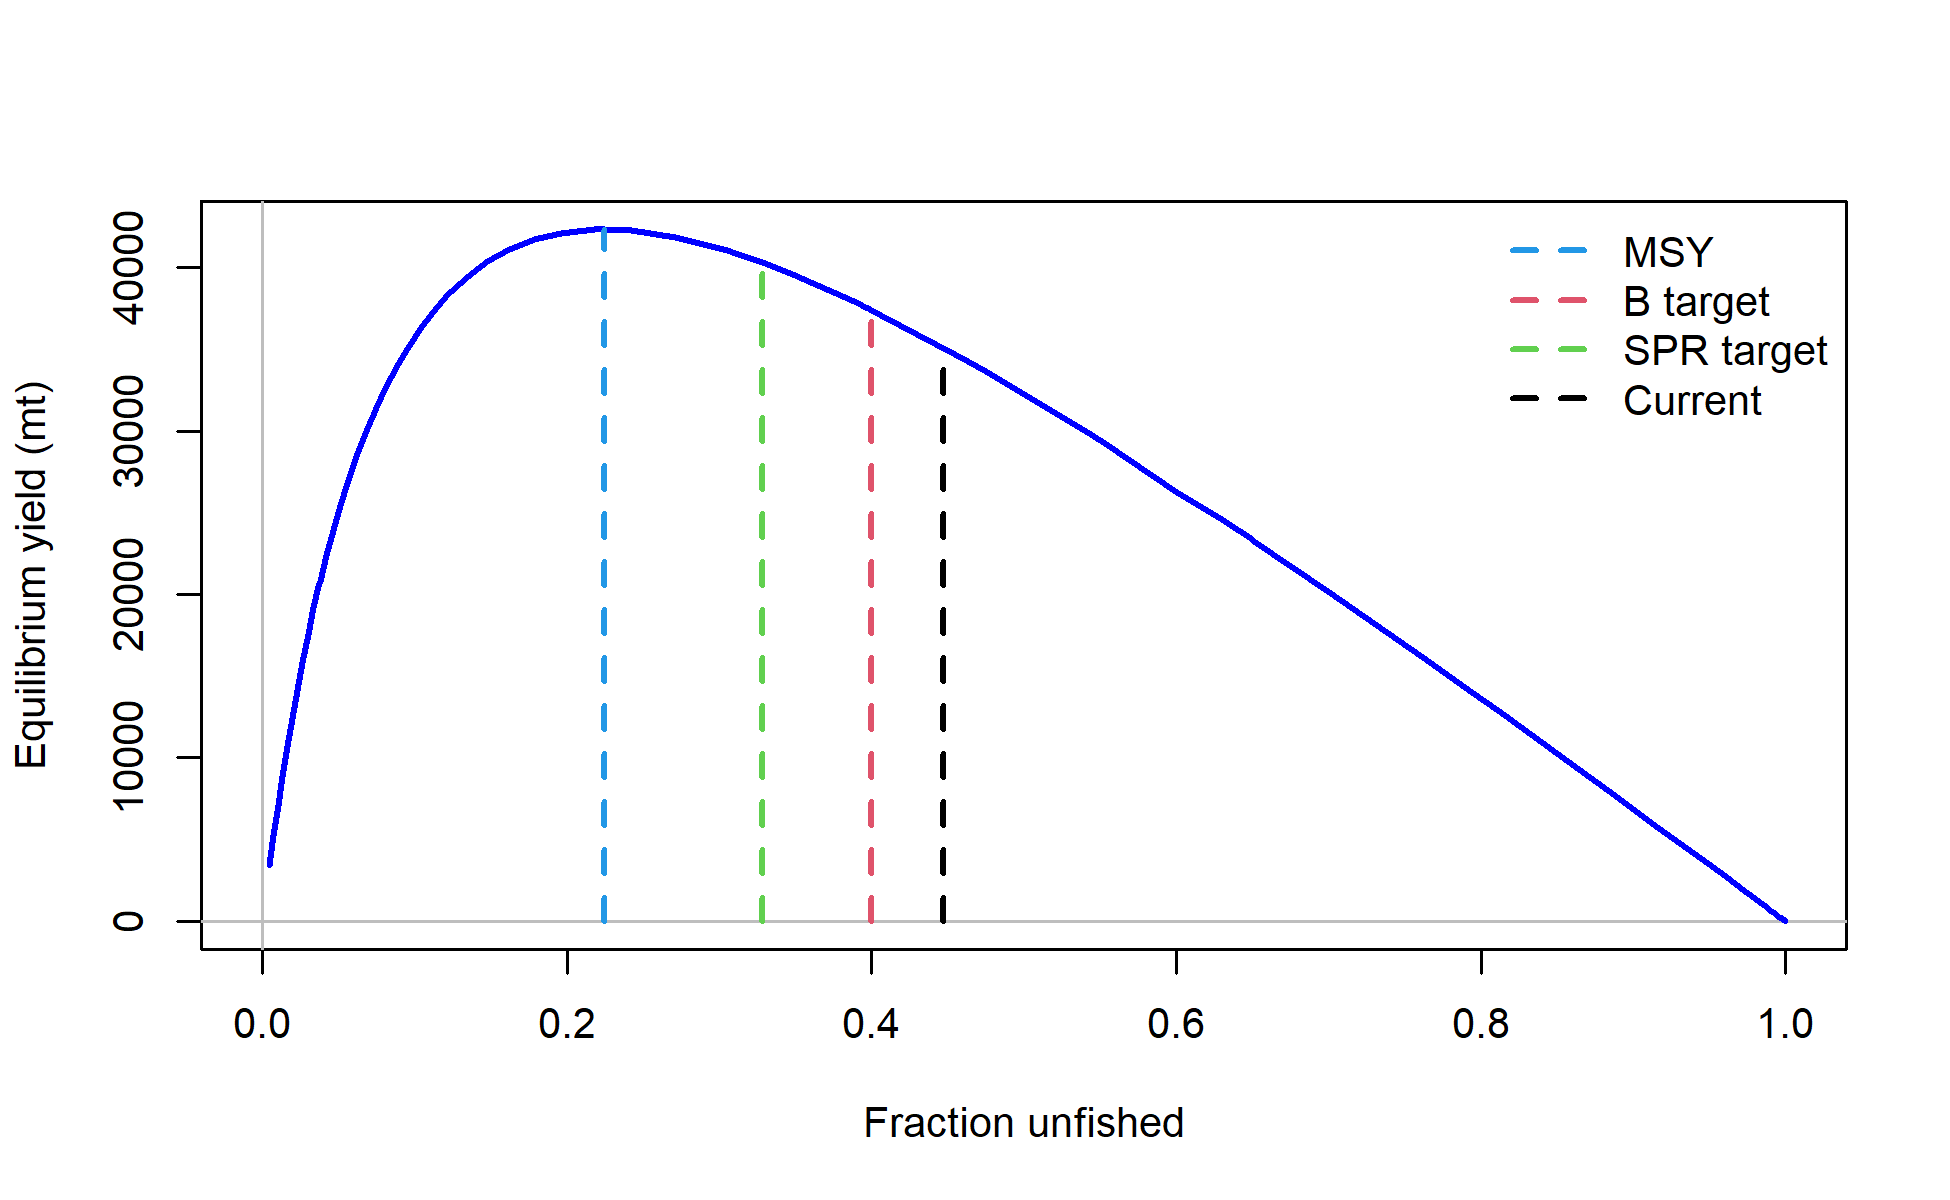 MSY
B target
SPR target
Current
Equilibrium yield (mt)
40000
30000
20000
10000
0
0.0 0.2 0.4 0.6 0.8 1.0
Fraction unfished